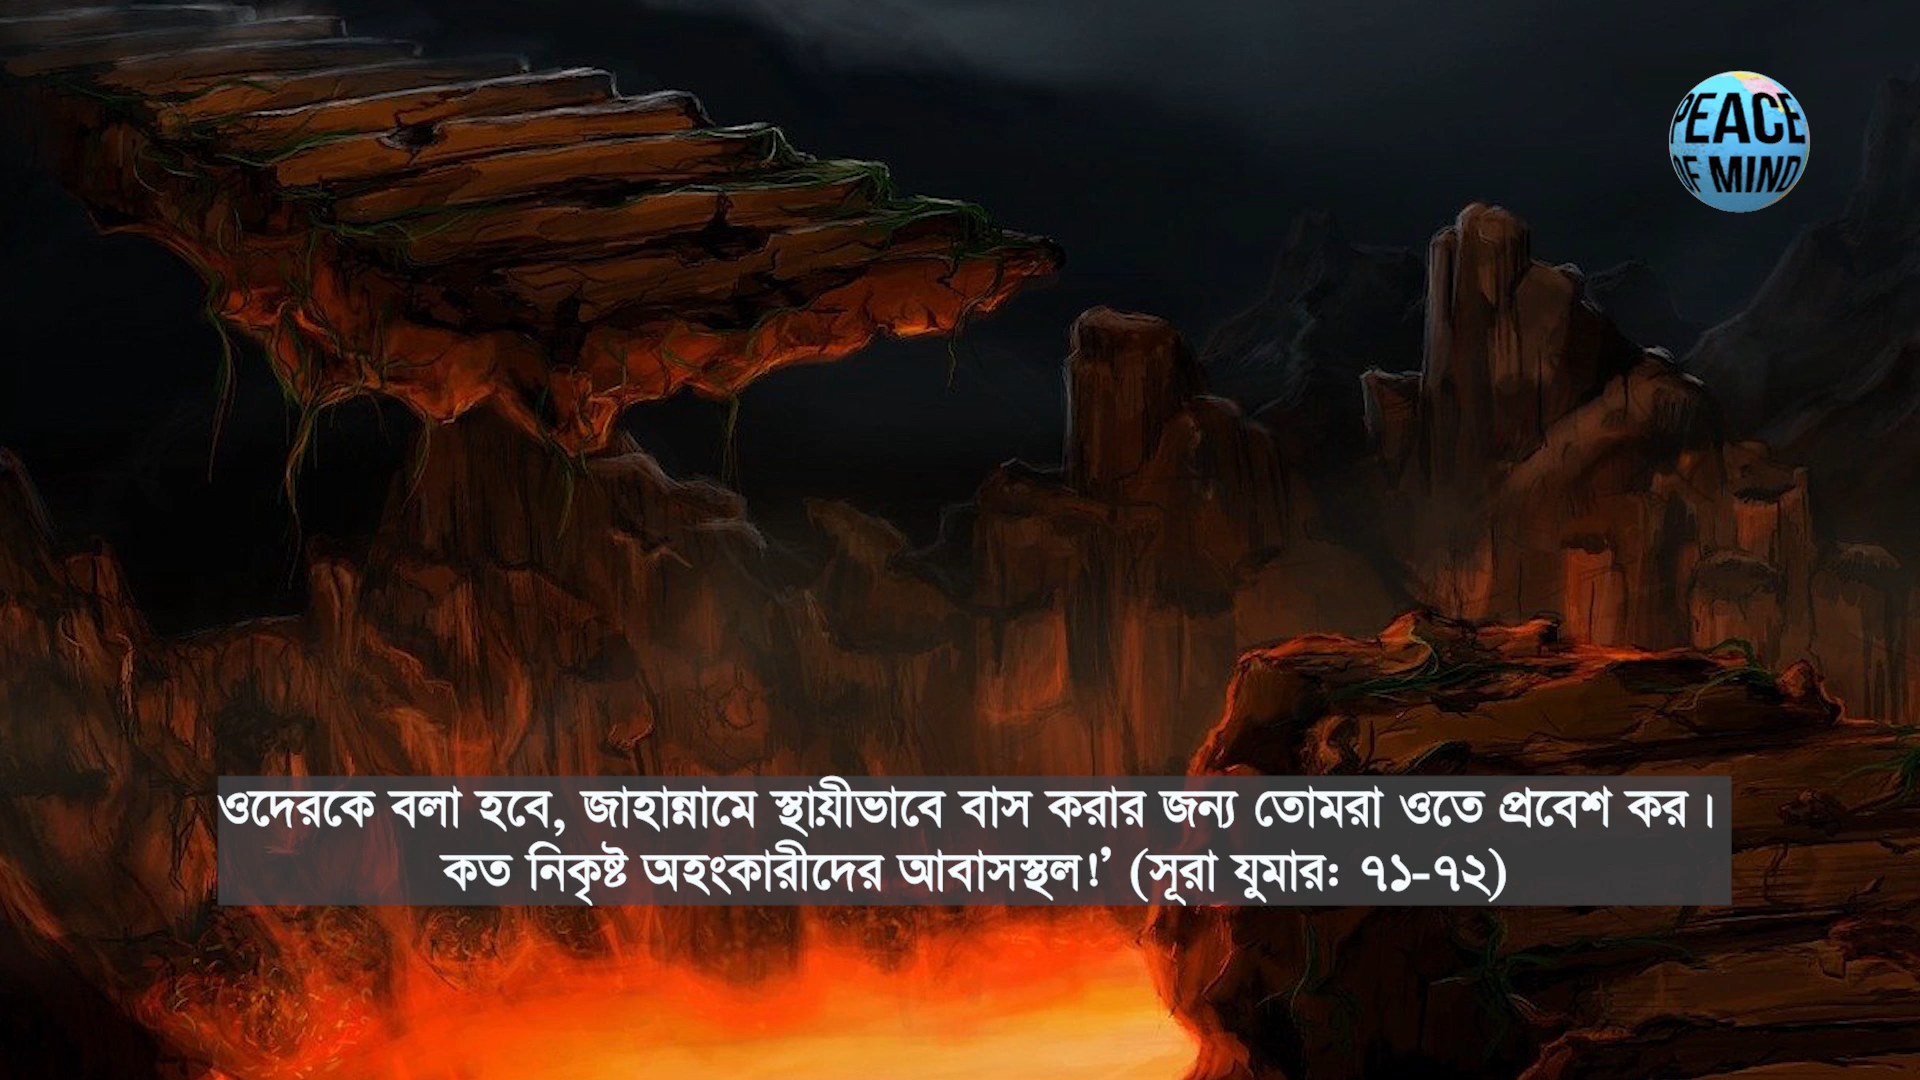 PEACE
OF MIND
ওদেরকে বলা হবে, জাহান্নামে স্থায়ীভাবে বাস করার জন্য তোমরা ওতে প্রবেশ কর।
কত নিকৃষ্ট অহংকারীদের আবাসস্থল!’ (সূরা যুমার: ৭১-৭২)